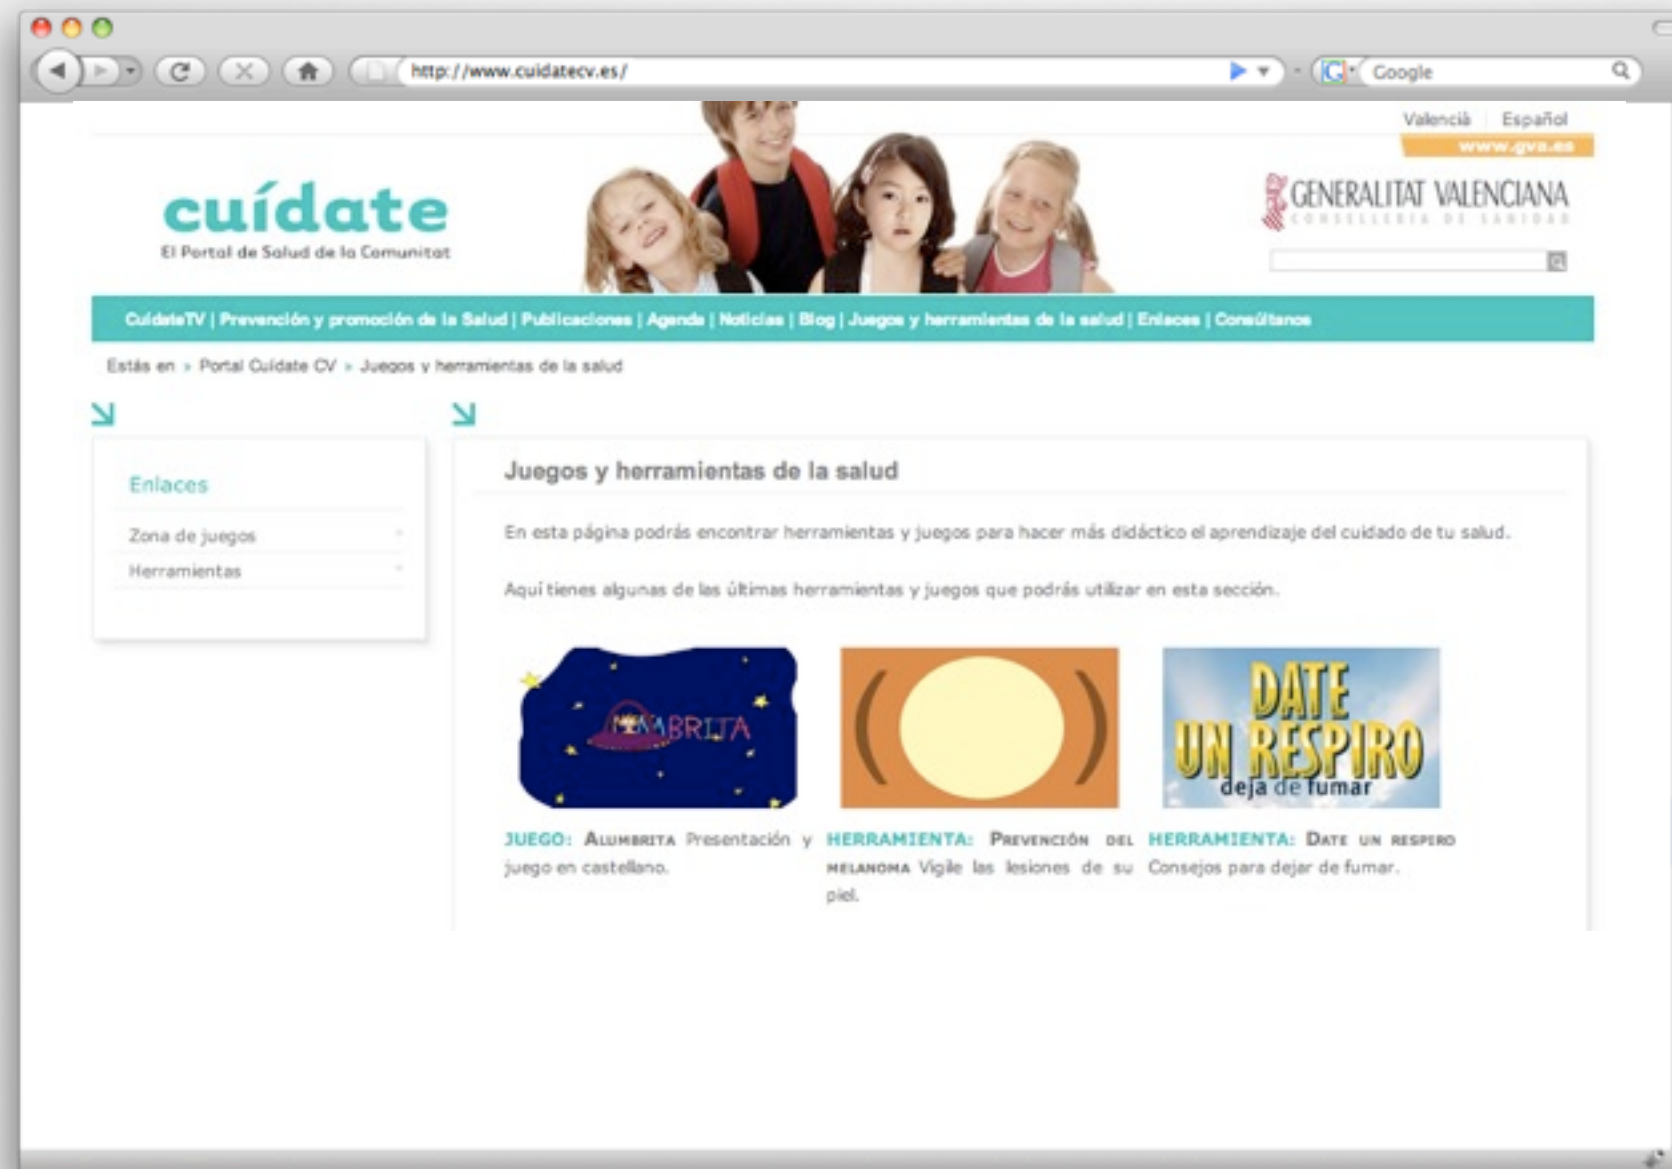 http://www.cuidatecv.es/
Google
Valencià | Español
www.gva.es
cuídate
El Portal de Salud de la Comunitat
GENERALITAT VALENCIANA
CONSELLERIA DE SANIDAD
CuídateTV | Prevención y promoción de la Salud | Publicaciones | Agenda | Noticias | Blog | Juegos y herramientas de la salud | Enlaces | Consúltanos
Estás en » Portal Cuídate CV » Juegos y herramientas de la salud
Enlaces
Zona de juegos
Herramientas
Juegos y herramientas de la salud
En esta página podrás encontrar herramientas y juegos para hacer más didáctico el aprendizaje del cuidado de tu salud.
Aquí tienes algunas de las últimas herramientas y juegos que podrás utilizar en esta sección.
BRITA
DATE
UN RESPIRO
deja de fumar
JUEGO: ALUMBRITA Presentación y
juego en castellano.
HERRAMIENTA: PREVENCIÓN DEL
MELANOMA Vigile las lesiones de su
piel.
HERRAMIENTA: DATE UN RESPIRO
Consejos para dejar de fumar.